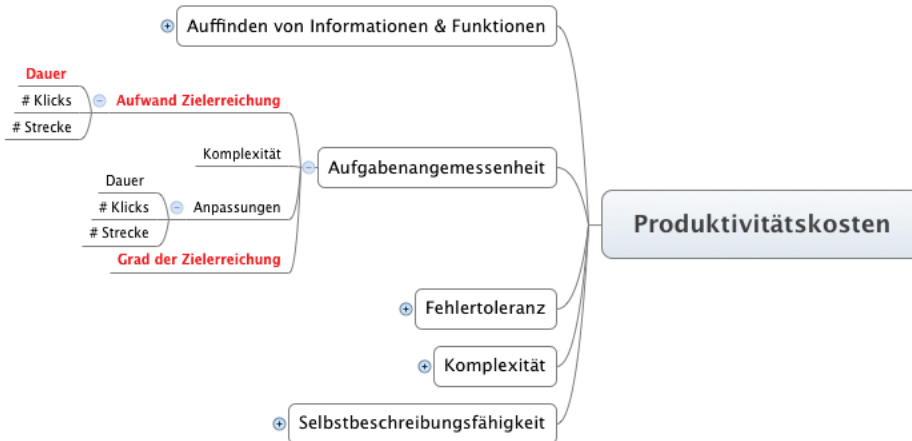 Auffinden von Informationen & Funktionen
Dauer
# Klicks
# Strecke
Aufwand Zielerreichung
Komplexität
Dauer
# Klicks
# Strecke
Anpassungen
Grad der Zielerreichung
Aufgabenangemessenheit
Produktivitätskosten
Fehlertoleranz
Komplexität
Selbstbeschreibungsfähigkeit